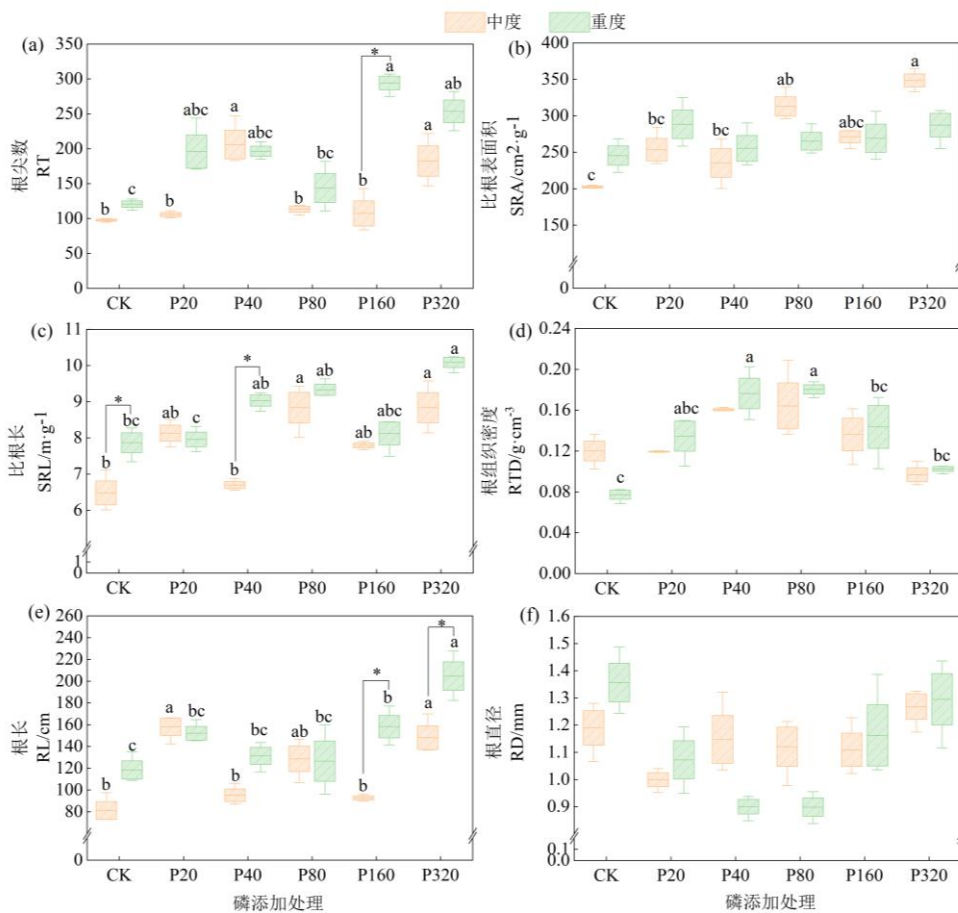 中度 重度
(a)
350
300
250
200
150
100
50
0
根尖数
RT
b c b abc a abc b bc b * a a ab
CK P20 P40 P80 P160 P320
(b)
400
350
300
250
200
150
0
比根表面积
SRA/cm²·g⁻¹
c bc bc ab abc a
CK P20 P40 P80 P160 P320
(c)
11
10
9
8
7
6
1
0
比根长
SRL/m·g⁻¹
b * bc ab c b * ab a ab ab ab a a
CK P20 P40 P80 P160 P320
(d)
0.24
0.20
0.16
0.12
0.08
0.00
根组织密度
RTD/g·cm⁻³
c abc a a bc bc
CK P20 P40 P80 P160 P320
(e)
260
240
220
200
180
160
140
120
100
80
0
根长
RL/cm
b c a bc b bc ab bc b * b a * a
CK P20 P40 P80 P160 P320
磷添加处理
(f)
1.6
1.5
1.4
1.3
1.2
1.1
1.0
0.9
0.1
0.0
根直径
RD/mm
CK P20 P40 P80 P160 P320
磷添加处理